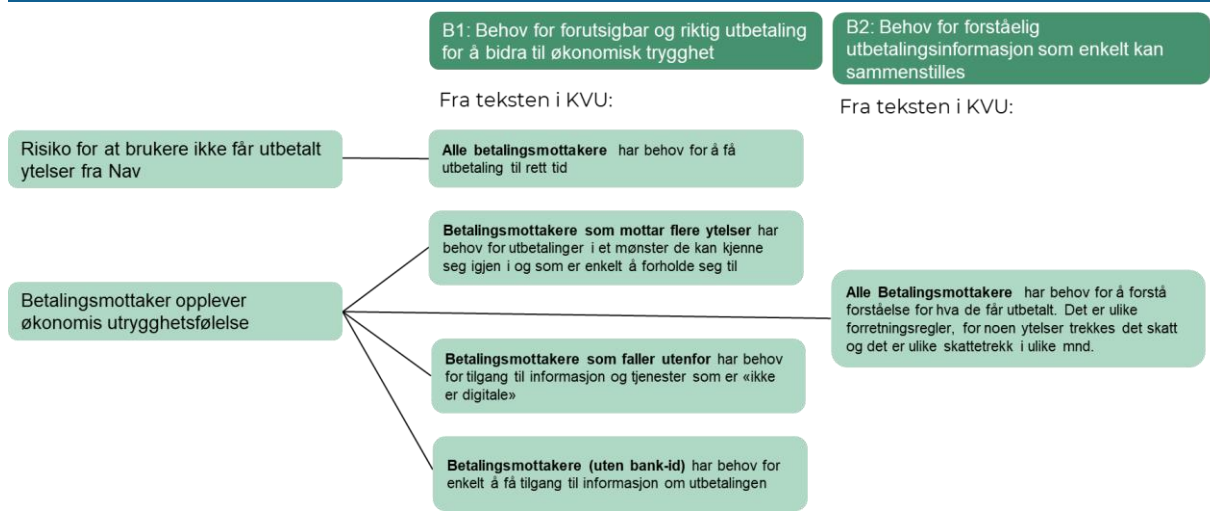 B1: Behov for forutsigbar og riktig utbetaling
for å bidra til økonomisk trygghet
B2: Behov for forståelig
utbetalingsinformasjon som enkelt kan
sammenstilles
Fra teksten i KVU:
Fra teksten i KVU:
Risiko for at brukere ikke får utbetalt
ytelser fra Nav
Alle betalingsmottakere har behov for å få
utbetaling til rett tid
Betalingsmottakere som mottar flere ytelser har
behov for utbetalinger i et mønster de kan kjenne
seg igjen i og som er enkelt å forholde seg til
Betalingsmottaker opplever
økonomis utrygghetsfølelse
Alle Betalingsmottakere har behov for å forstå
forståelse for hva de får utbetalt. Det er ulike
forretningsregler, for noen ytelser trekkes det skatt
og det er ulike skattetrekk i ulike mnd.
Betalingsmottakere som faller utenfor har behov
for tilgang til informasjon og tjenester som er «ikke
er digitale»
Betalingsmottakere (uten bank-id) har behov for
enkelt å få tilgang til informasjon om utbetalingen